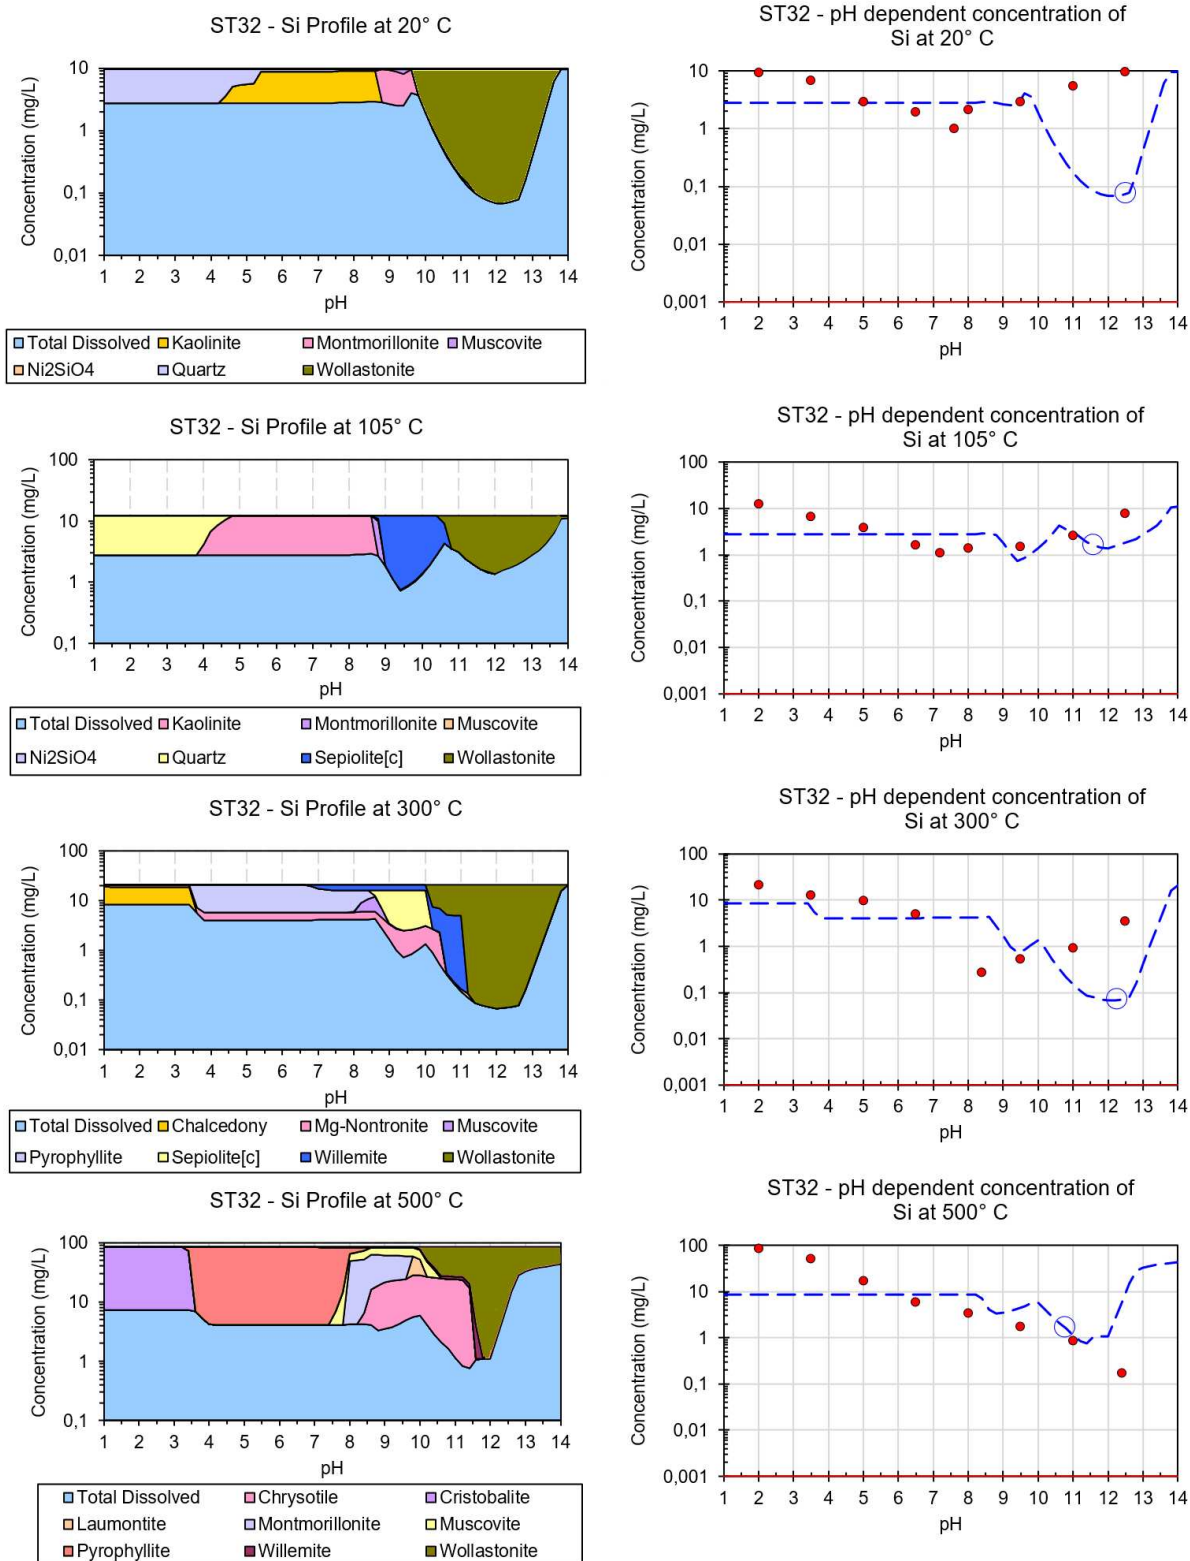 ST32 - Si Profile at 20° C
Concentration (mg/L)
10
1
0,1
0,01
1 2 3 4 5 6 7 8 9 10 11 12 13 14
pH
Total Dissolved Kaolinite Montmorillonite Muscovite
Ni2SiO4 Quartz Wollastonite
ST32 - pH dependent concentration of
Si at 20° C
Concentration (mg/L)
10
1
0,1
0,01
0,001
1 2 3 4 5 6 7 8 9 10 11 12 13 14
pH
ST32 - Si Profile at 105° C
Concentration (mg/L)
100
10
1
0,1
1 2 3 4 5 6 7 8 9 10 11 12 13 14
pH
Total Dissolved Kaolinite Montmorillonite Muscovite
Ni2SiO4 Quartz Sepiolite[c] Wollastonite
ST32 - pH dependent concentration of
Si at 105° C
Concentration (mg/L)
100
10
1
0,1
0,01
0,001
1 2 3 4 5 6 7 8 9 10 11 12 13 14
pH
ST32 - Si Profile at 300° C
Concentration (mg/L)
100
10
1
0,1
0,01
1 2 3 4 5 6 7 8 9 10 11 12 13 14
pH
Total Dissolved Chalcedony Mg-Nontronite Muscovite
Pyrophyllite Sepiolite[c] Willemite Wollastonite
ST32 - pH dependent concentration of
Si at 300° C
Concentration (mg/L)
100
10
1
0,1
0,01
0,001
1 2 3 4 5 6 7 8 9 10 11 12 13 14
pH
ST32 - Si Profile at 500° C
Concentration (mg/L)
100
10
1
0,1
1 2 3 4 5 6 7 8 9 10 11 12 13 14
pH
Total Dissolved Chrysotile Cristobalite
Laumontite Montmorillonite Muscovite
Pyrophyllite Willemite Wollastonite
ST32 - pH dependent concentration of
Si at 500° C
Concentration (mg/L)
100
10
1
0,1
0,01
0,001
1 2 3 4 5 6 7 8 9 10 11 12 13 14
pH